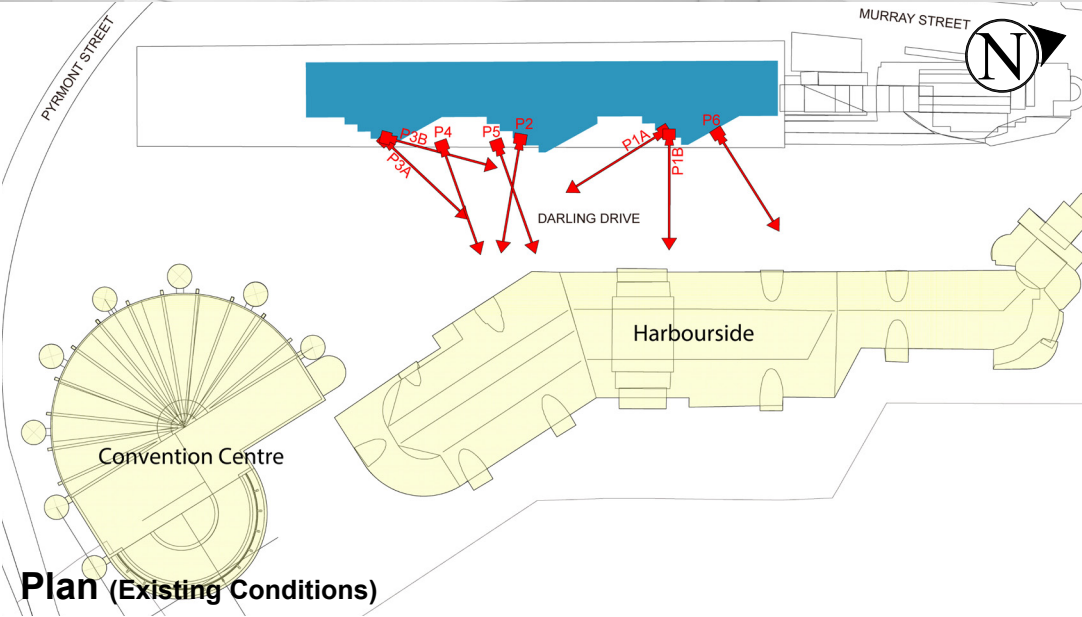 PYRMONT STREET
MURRAY STREET
N
P3B
P4
P5
P2
P6
P1A
P1B
P3A
DARLING DRIVE
Harbourside
Convention Centre
Plan (Existing Conditions)